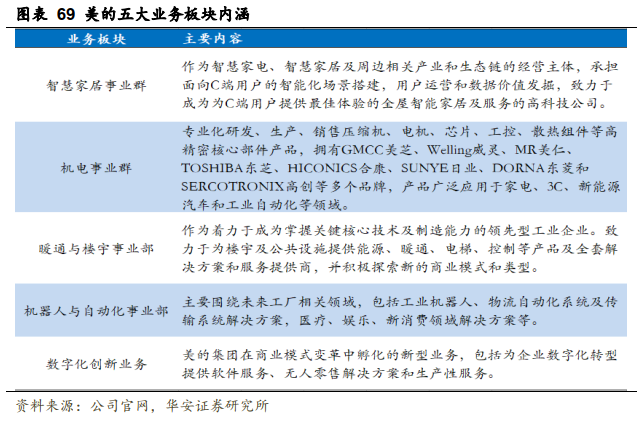 图表 69 美的五大业务板块内涵
业务板块 主要内容
智慧家居事业群
作为智慧家电、智慧家居及周边相关产业和生态链的经营主体，承担
面向C端用户的智能化场景搭建，用户运营和数据价值发掘，致力于
成为为C端用户提供最佳体验的全屋智能家居及服务的高科技公司。
机电事业群
专业化研发、生产、销售压缩机、电机、芯片、工控、散热组件等高
精密核心部件产品，拥有GMCC美芝、Welling威灵、MR美仁、
TOSHIBA东芝、HICONICS合康、SUNYE日业、DORNA东菱和
SERCOTRONIX高创等多个品牌，产品广泛应用于家电、3C、新能源
汽车和工业自动化等领域。
暖通与楼宇事业部
作为着力于成为掌握关键核心技术及制造能力的领先型工业企业。致
力于为楼宇及公共设施提供能源、暖通、电梯、控制等产品及全套解
决方案和服务提供商，并积极探索新的商业模式和类型。
机器人与自动化事业部
主要围绕未来工厂相关领域，包括工业机器人、物流自动化系统及传
输系统解决方案，医疗、娱乐、新消费领域解决方案等。
数字化创新业务
美的集团在商业模式变革中孵化的新型业务，包括为企业数字化转型
提供软件服务、无人零售解决方案和生产性服务。
资料来源：公司官网，华安证券研究所